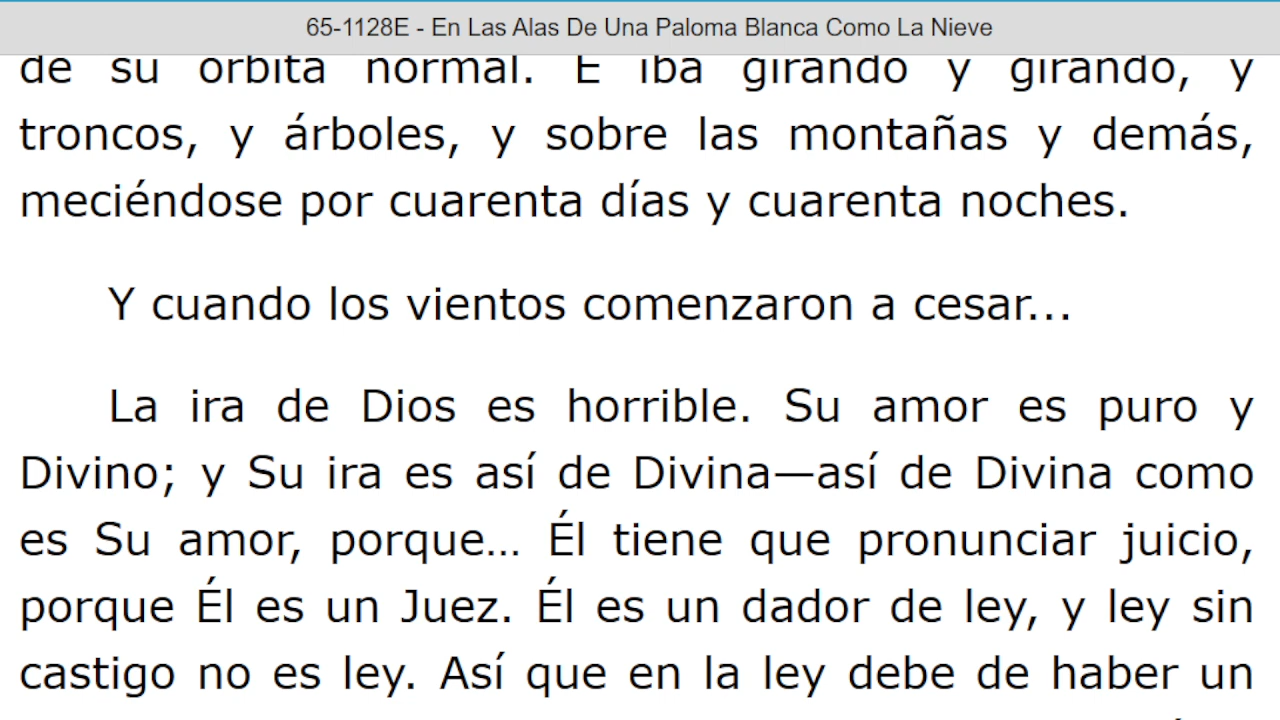 65-1128E - En Las Alas De Una Paloma Blanca Como La Nieve
de su órbita normal. E iba girando y girando, y
troncos, y árboles, y sobre las montañas y demás,
meciéndose por cuarenta días y cuarenta noches.
Y cuando los vientos comenzaron a cesar...
La ira de Dios es horrible. Su amor es puro y
Divino; y Su ira es así de Divina—así de Divina como
es Su amor, porque... Él tiene que pronunciar juicio,
porque Él es un Juez. Él es un dador de ley, y ley sin
castigo no es ley. Así que en la ley debe de haber un